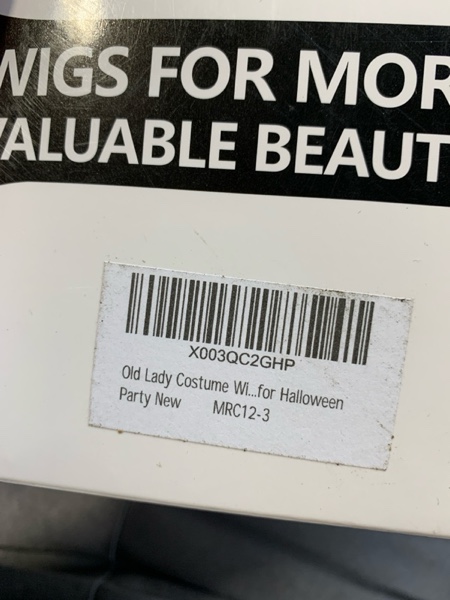 WIGS FOR MOR
VALUABLE BEAUT
X003QC2GHP
Old Lady Costume Wi...for Halloween
Party New MRC12-3